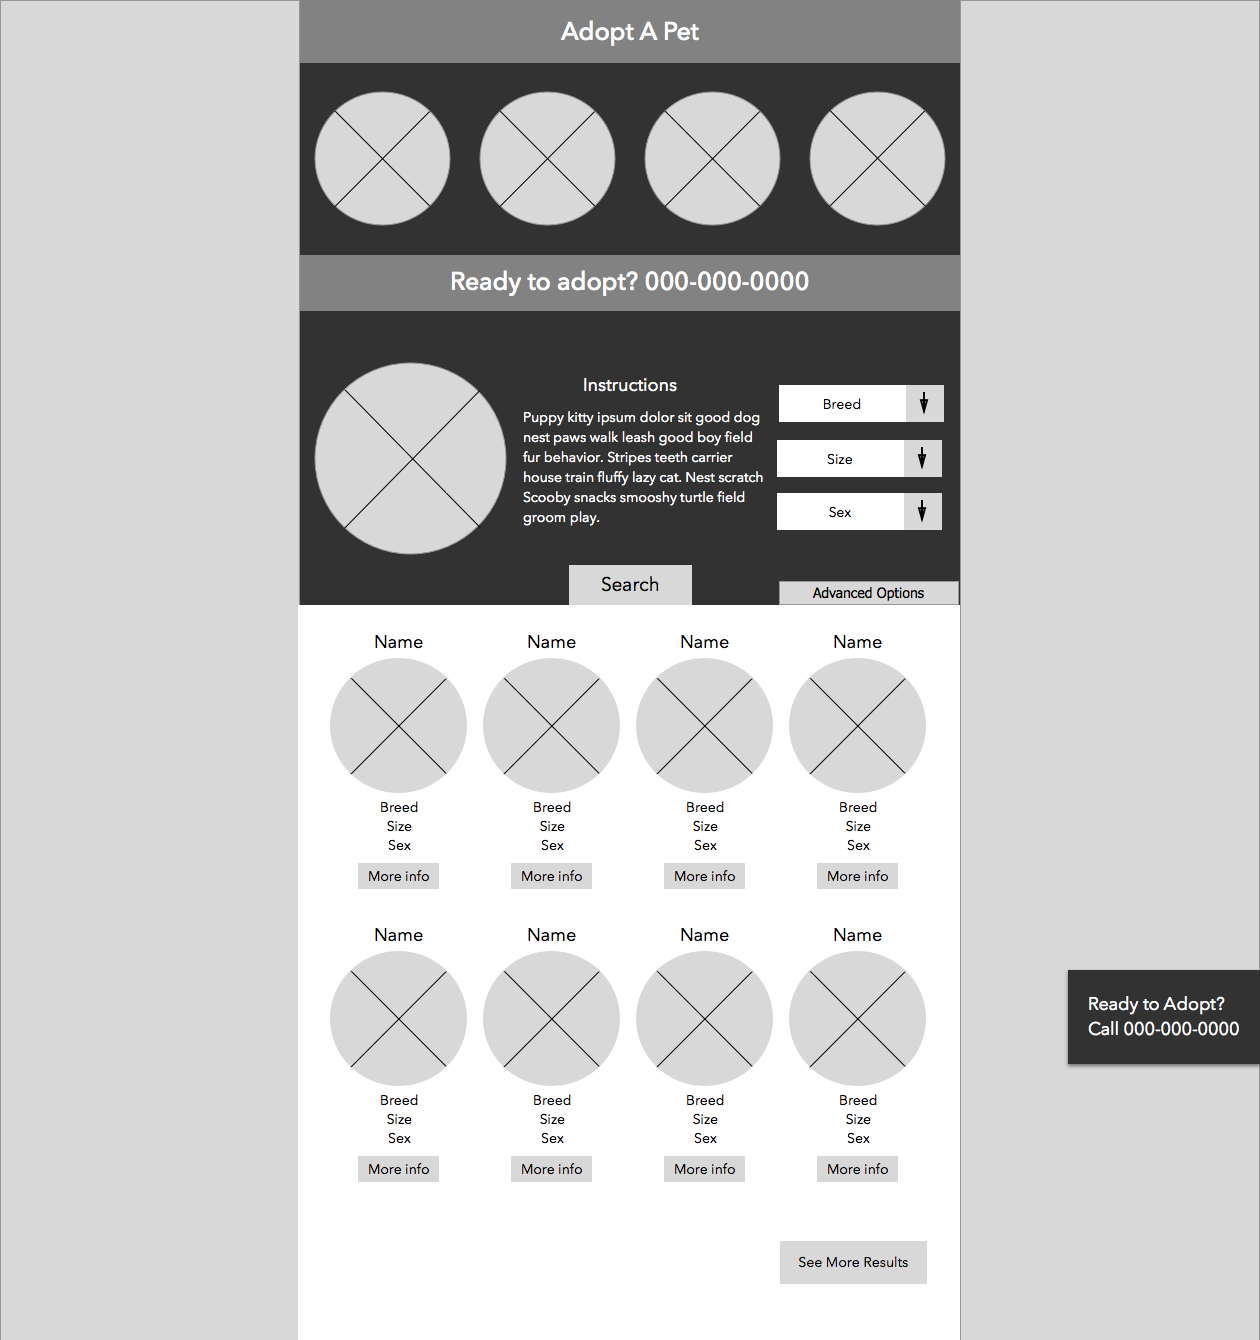 Adopt A Pet
Ready to adopt? 000-000-0000
Instructions
Puppy kitty ipsum dolor sit good dog
nest paws walk leash good boy field
fur behavior. Stripes teeth carrier
house train fluffy lazy cat. Nest scratch
Scooby snacks smooshy turtle field
groom play.
Breed
Size
Sex
Search
Advanced Options
Name Name Name Name
Breed Breed Breed Breed
Size Size Size Size
Sex Sex Sex Sex
More info More info More info More info
Name Name Name Name
Breed Breed Breed Breed
Size Size Size Size
Sex Sex Sex Sex
More info More info More info More info
Ready to Adopt?
Call 000-000-0000
See More Results